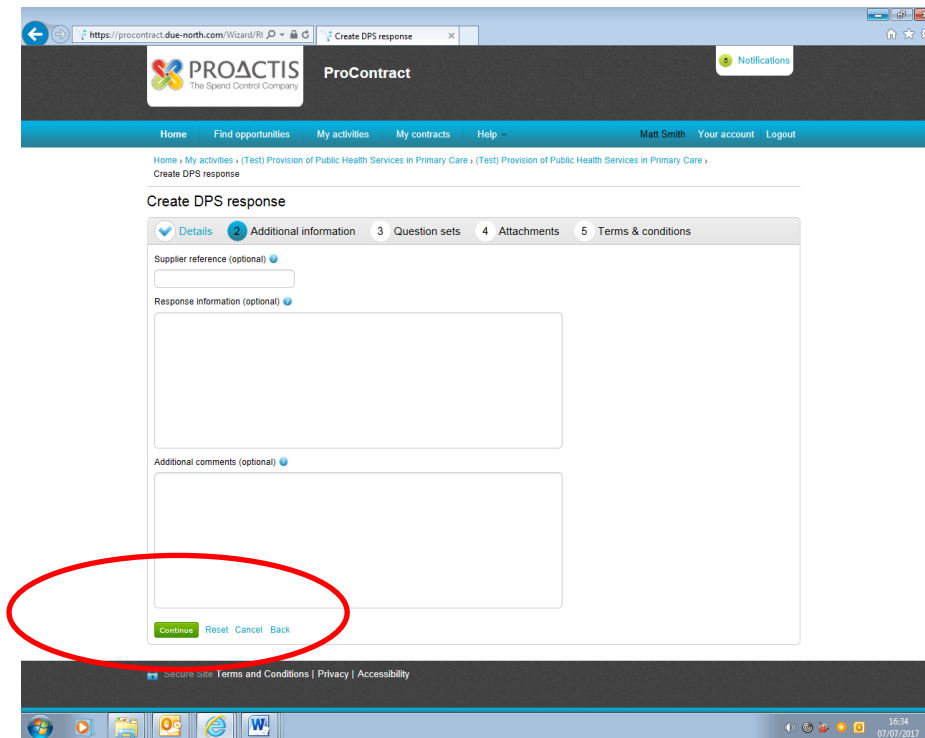 https://procontract.due-north.com/Wizard/R
Create DPS response
PROACTIS
The Spend Control Company
ProContract
5 Notifications
Home Find opportunities My activities My contracts Help Matt Smith Your account Logout
Home › My activities › (Test) Provision of Public Health Services in Primary Care › (Test) Provision of Public Health Services in Primary Care ›
Create DPS response
Create DPS response
Details 2 Additional information 3 Question sets 4 Attachments 5 Terms & conditions
Supplier reference (optional) ?
Response information (optional) ?
Additional comments (optional) ?
Continue Reset Cancel Back
Secure Site Terms and Conditions | Privacy | Accessibility
16:34
07/07/2017